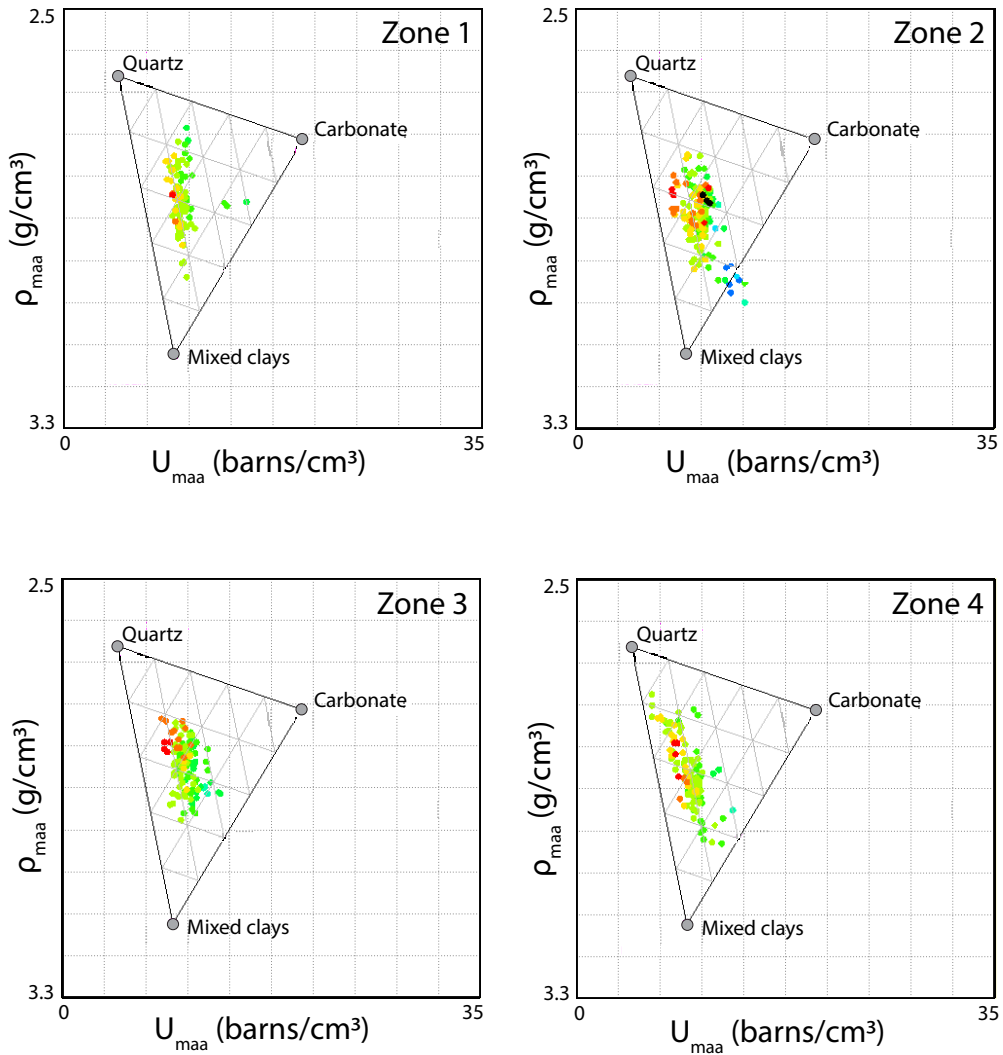 2.5
Zone 1
Quartz
Carbonate
Mixed clays
ρmaa (g/cm³)
3.3
0
35
Umaa (barns/cm³)
2.5
Zone 2
Quartz
Carbonate
Mixed clays
ρmaa (g/cm³)
3.3
0
35
Umaa (barns/cm³)
2.5
Zone 3
Quartz
Carbonate
Mixed clays
ρmaa (g/cm³)
3.3
0
35
Umaa (barns/cm³)
2.5
Zone 4
Quartz
Carbonate
Mixed clays
ρmaa (g/cm³)
3.3
0
35
Umaa (barns/cm³)